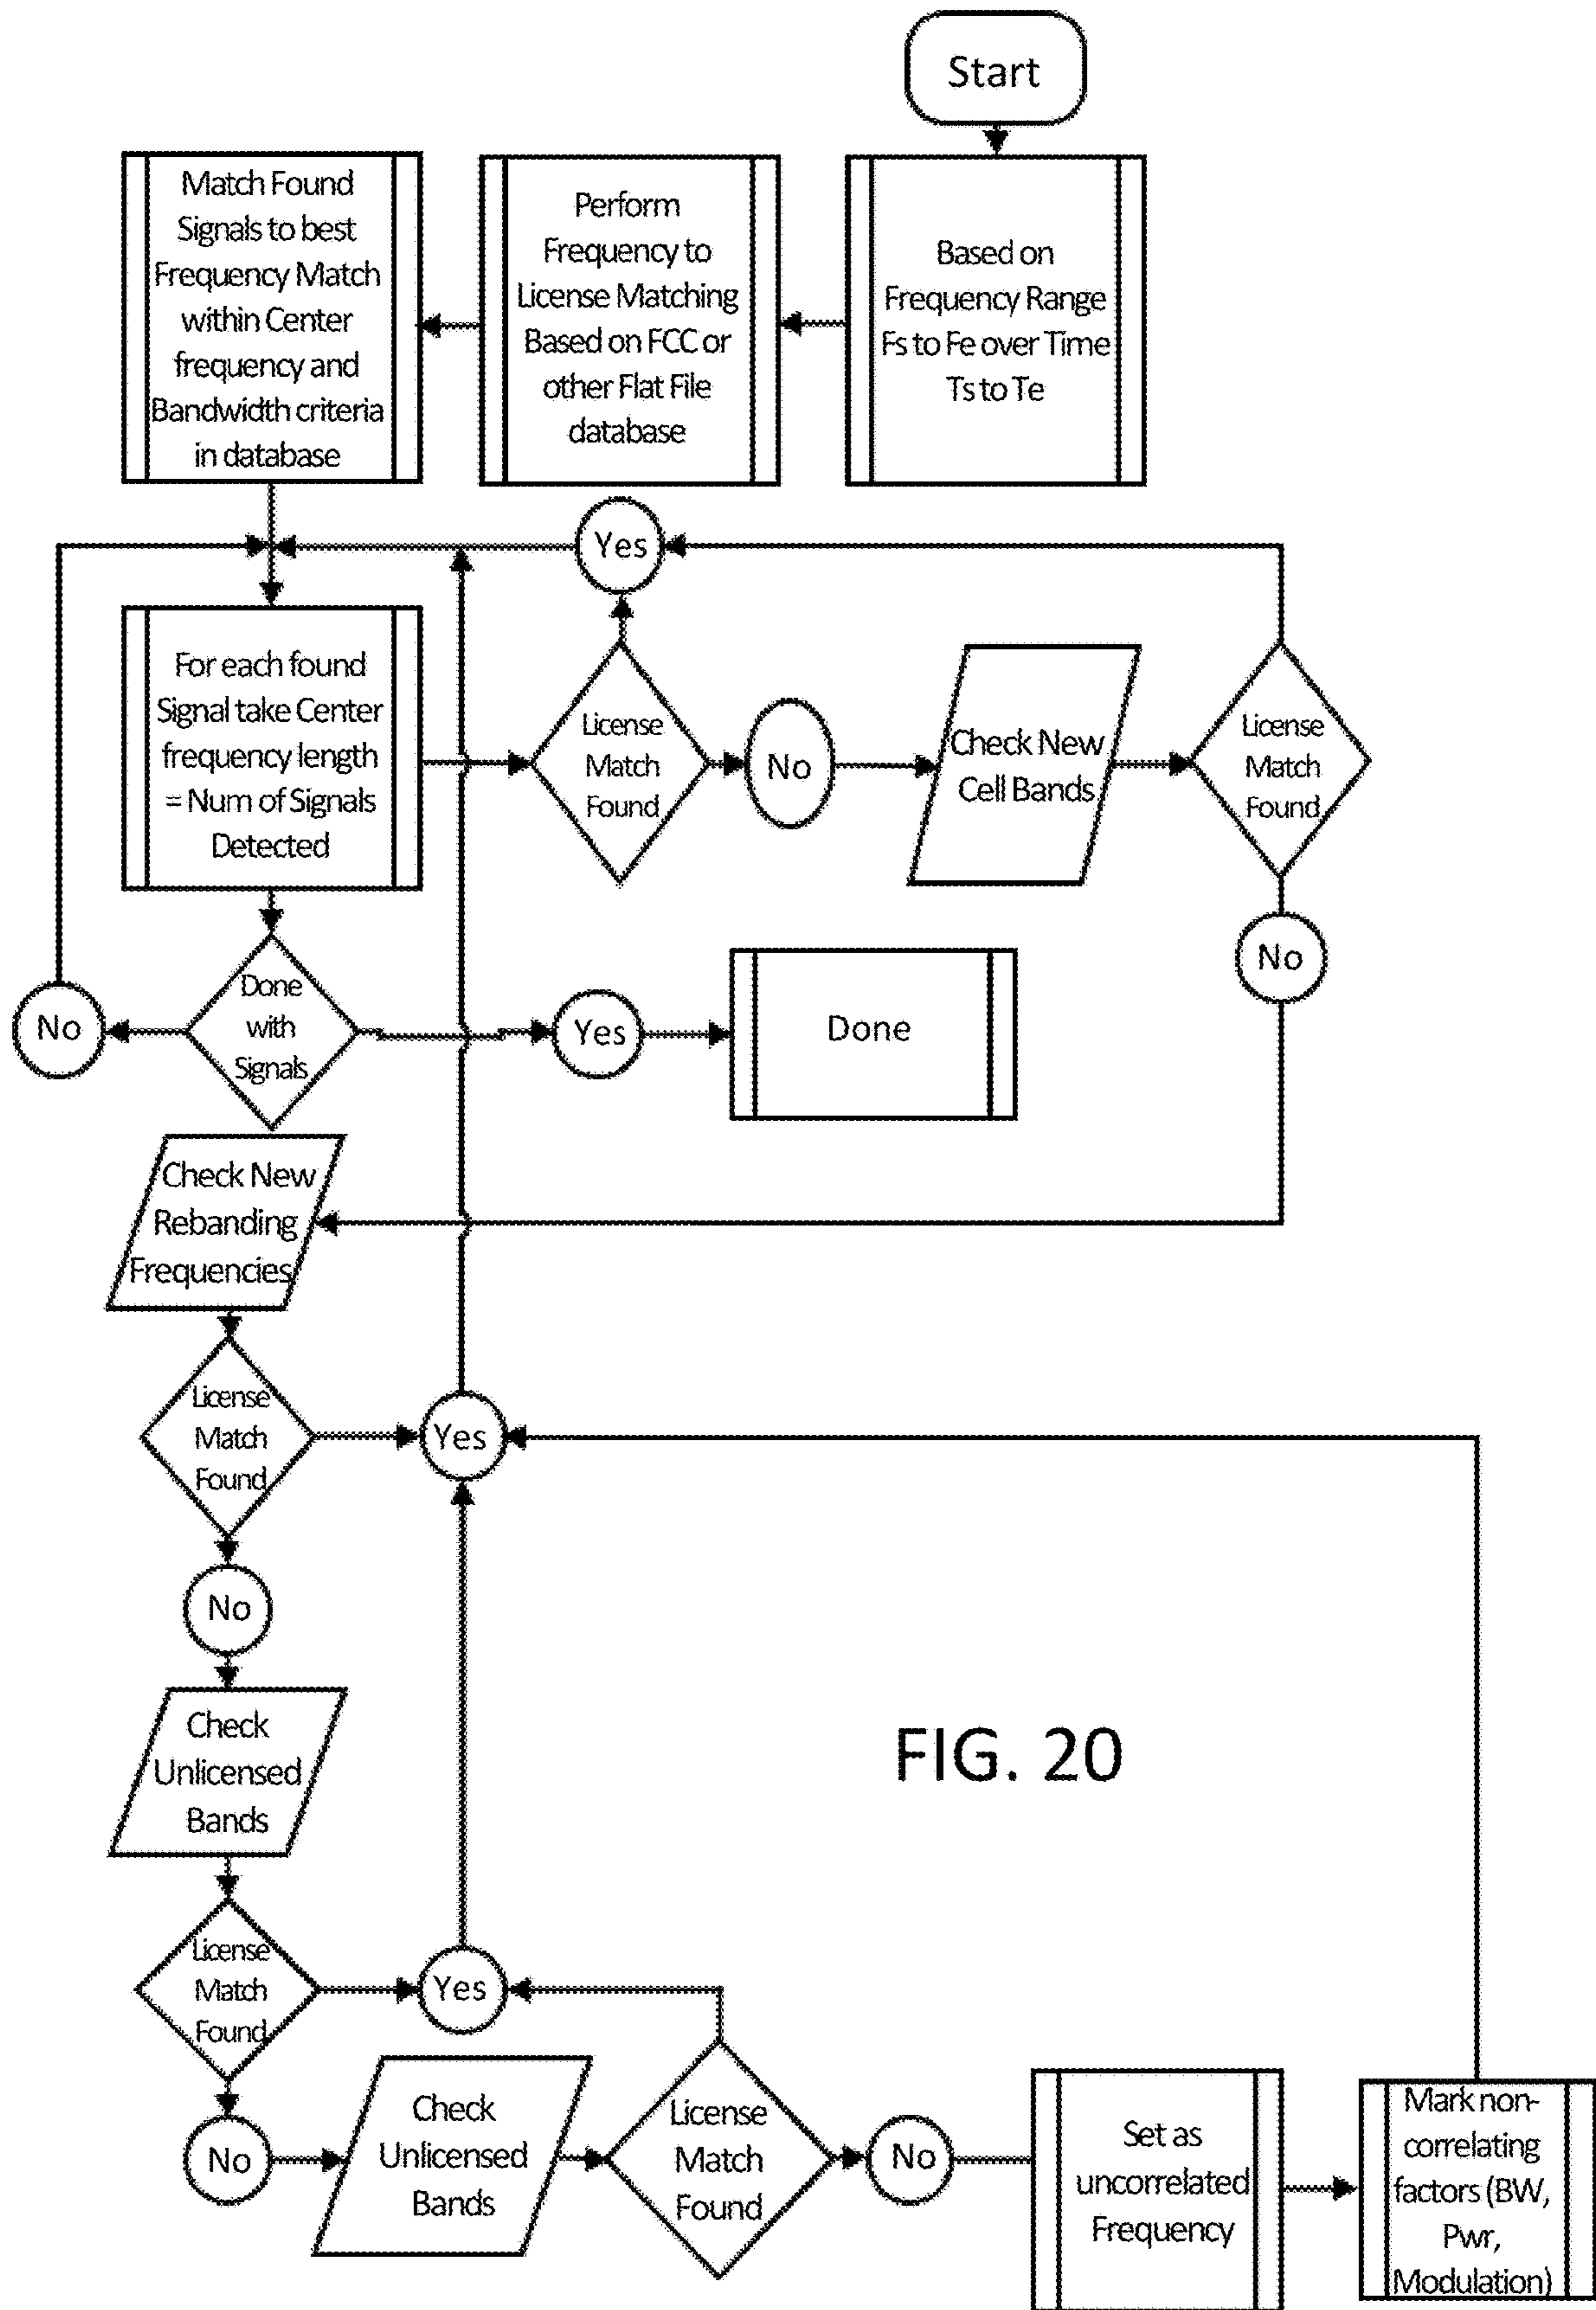 Start
Based on
Frequency Range
Fs to Fe over Time
Ts to Te
Perform
Frequency to
License Matching
Based on FCC or
other Flat File
database
Match Found
Signals to best
Frequency Match
within Center
frequency and
Bandwidth criteria
in database
For each found
Signal take Center
frequency length
= Num of Signals
Detected
Yes
License
Match
Found
No
Check New
Cell Bands
License
Match
Found
No
Done
with
Signals
No
Yes
Done
Check New
Rebanding
Frequencies
License
Match
Found
Yes
No
Check
Unlicensed
Bands
FIG. 20
License
Match
Found
Yes
No
Check
Unlicensed
Bands
License
Match
Found
No
Set as
uncorrelated
Frequency
Mark non-
correlating
factors (BW,
Pwr,
Modulation)